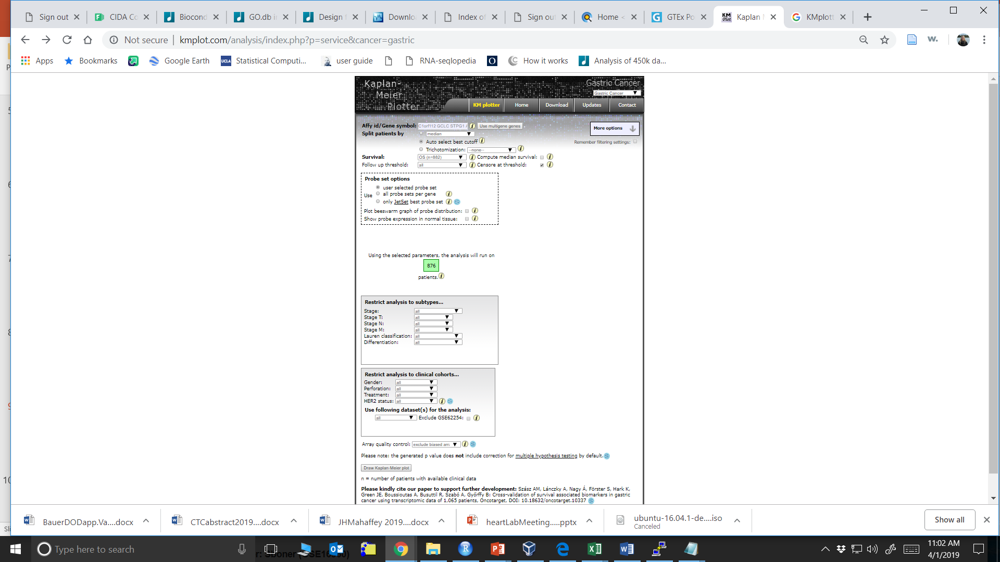 Sign out
CIDA Co
Biocond
GO.db in
Design f
Downlo
Index of
Sign out
Home <
GTEx Po
Kaplan M
KMplott
Not secure | kmplot.com/analysis/index.php?p=service&cancer=gastric
Apps
Bookmarks
Google Earth
UCLA Statistical Computi...
user guide
RNA-seqlopedia
How it works
Analysis of 450k da...
Kaplan-
Meier
Plotter
Gastric Cancer
Gastric Cancer
KM plotter
Home
Download
Updates
Contact
Affy id/Gene symbol: C1orf112 GCLC STPG1 Use multigene genes
More options
Split patients by median
Auto select best cutoff
Remember filtering settings:
Trichotomization: --none--
Survival: OS (n=882) Compute median survival:
Follow up threshold: all Censore at threshold:
Probe set options
Use
user selected probe set
all probe sets per gene
only JetSet best probe set
Plot beeswarm graph of probe distribution:
Show probe expression in normal tissue:
Using the selected parameters, the analysis will run on
876
patients.
Restrict analysis to subtypes...
Stage: all
Stage T: all
Stage N: all
Stage M: all
Lauren classification: all
Differentiation: all
Restrict analysis to clinical cohorts...
Gender: all
Perforation: all
Treatment: all
HER2 status: all
Use following dataset(s) for the analysis:
all Exclude GSE62254:
Array quality control: exclude biased arr
Please note: the generated p value does not include correction for multiple hypothesis testing by default.
Draw Kaplan-Meier plot
n = number of patients with available clinical data
Please kindly cite our paper to support further development: Szász AM, Lánczky A, Nagy Á, Förster S, Hark K,
Green JE, Boussioutas A, Busuttil R, Szabó A, Győrffy B: Cross-validation of survival associated biomarkers in gastric
cancer using transcriptomic data of 1,065 patients, Oncotarget, DOI: 10.18632/oncotarget.10337
BauerDODapp.Va....docx
CTCabstract2019....docx
JHMahaffey 2019....docx
heartLabMeeting.....pptx
ubuntu-16.04.1-de....iso
Canceled
Show all
Type here to search
11:02 AM
4/1/2019